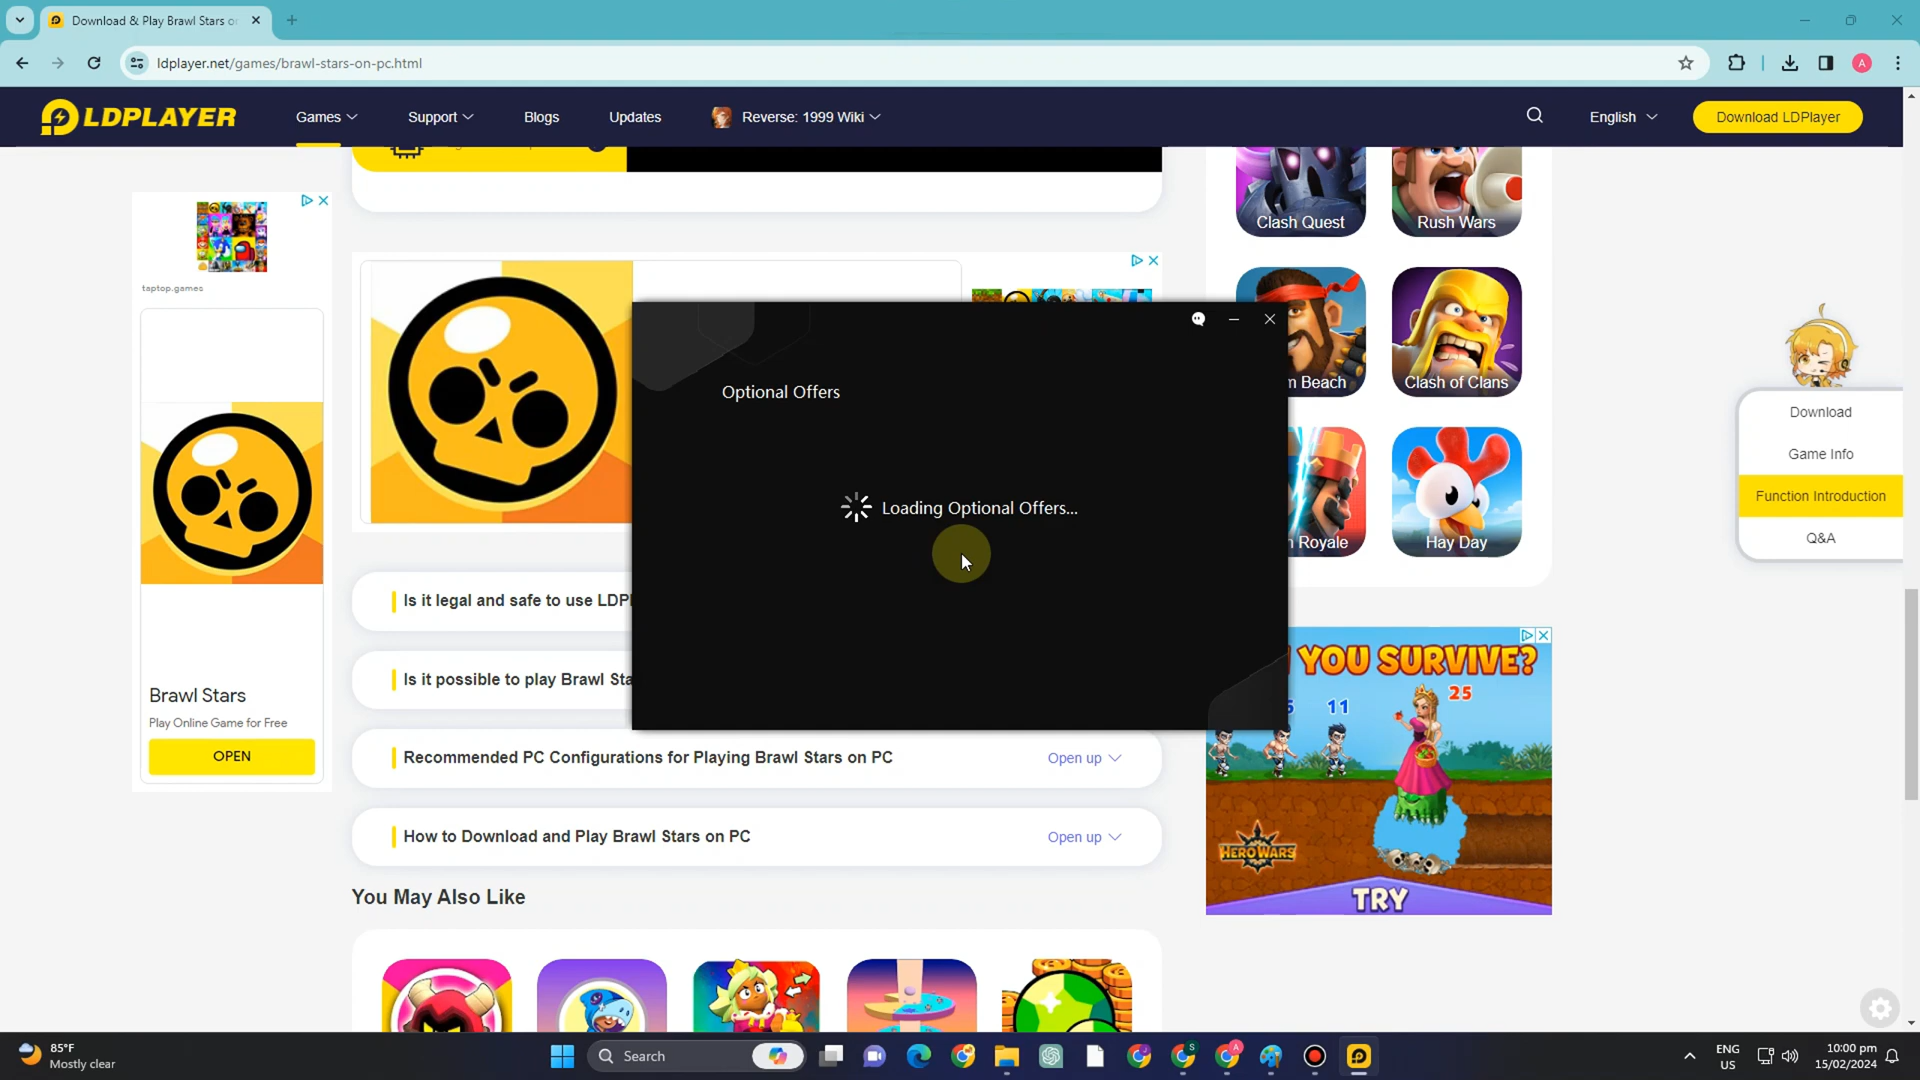 Download & Play Brawl Stars o
ldplayer.net/games/brawl-stars-on-pc.html
LDPLAYER
Games
Support
Blogs
Updates
Reverse: 1999 Wiki
English
Download LDPlayer
Clash Quest
Rush Wars
taptop.games
Optional Offers
m Beach
Clash of Clans
Download
Game Info
Function Introduction
Q&A
Loading Optional Offers...
Royale
Hay Day
Is it legal and safe to use LDP
Is it possible to play Brawl Sta
Brawl Stars
Play Online Game for Free
OPEN
YOU SURVIVE?
25
11
HERO WARS
TRY
Recommended PC Configurations for Playing Brawl Stars on PC
Open up
How to Download and Play Brawl Stars on PC
Open up
You May Also Like
85°F
Mostly clear
Search
ENG
US
10:00 pm
15/02/2024